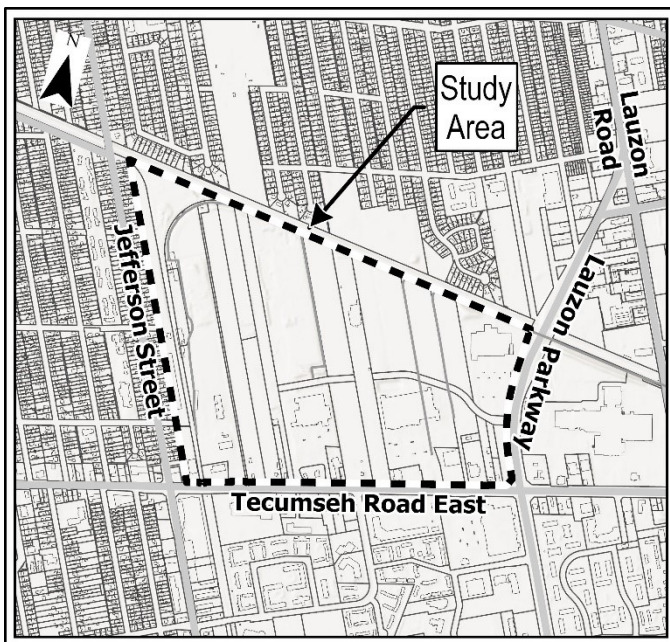 N
Study
Area
Lauzon
Road
Jefferson Street
Lauzon Parkway
Tecumseh Road East